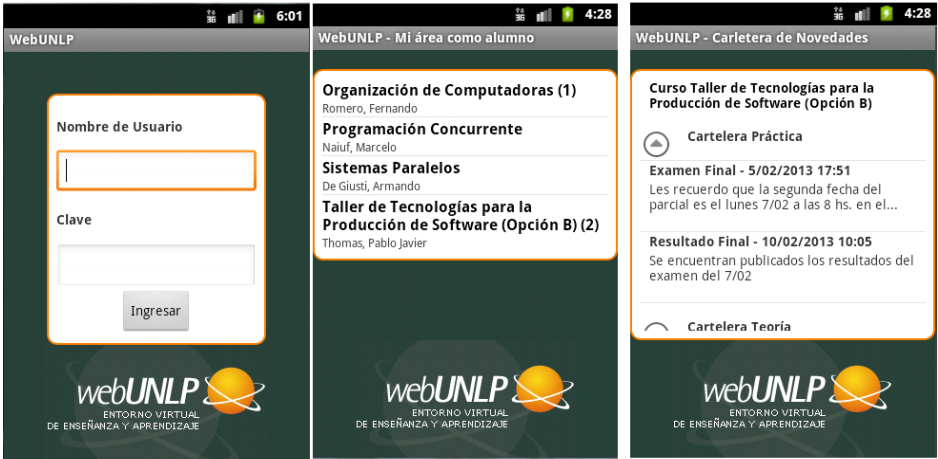 3G
6:01
WebUNLP
Nombre de Usuario
Clave
Ingresar
webUNLP
ENTORNO VIRTUAL
DE ENSEÑANZA Y APRENDIZAJE
3G
4:28
WebUNLP - Mi área como alumno
Organización de Computadoras (1)
Romero, Fernando
Programación Concurrente
Naiuf, Marcelo
Sistemas Paralelos
De Giusti, Armando
Taller de Tecnologías para la
Producción de Software (Opción B) (2)
Thomas, Pablo Javier
webUNLP
ENTORNO VIRTUAL
DE ENSEÑANZA Y APRENDIZAJE
3G
4:28
WebUNLP - Carletera de Novedades
Curso Taller de Tecnologías para la
Producción de Software (Opción B)
Cartelera Práctica
Examen Final - 5/02/2013 17:51
Les recuerdo que la segunda fecha del
parcial es el lunes 7/02 a las 8 hs. en el...
Resultado Final - 10/02/2013 10:05
Se encuentran publicados los resultados del
examen del 7/02
Cartelera Teoría
webUNLP
ENTORNO VIRTUAL
DE ENSEÑANZA Y APRENDIZAJE